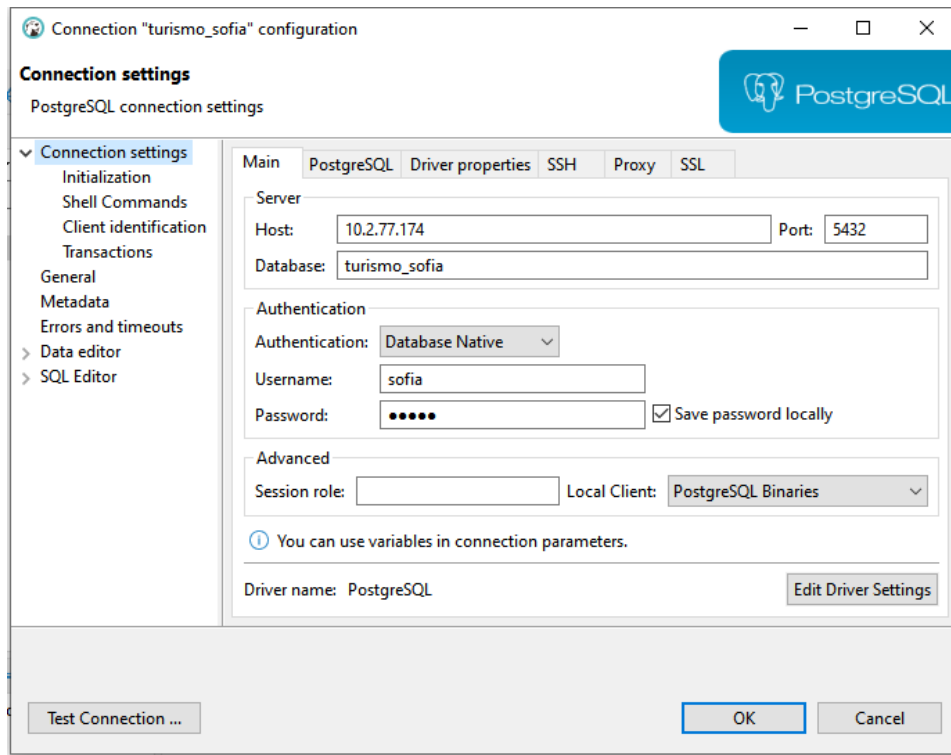 Connection "turismo_sofia" configuration
Connection settings
PostgreSQL connection settings
PostgreSQL
Connection settings
Initialization
Shell Commands
Client identification
Transactions
General
Metadata
Errors and timeouts
Data editor
SQL Editor
Main PostgreSQL Driver properties SSH Proxy SSL
Server
Host: 10.2.77.174 Port: 5432
Database: turismo_sofia
Authentication
Authentication: Database Native
Username: sofia
Password: ••••• Save password locally
Advanced
Session role: Local Client: PostgreSQL Binaries
You can use variables in connection parameters.
Driver name: PostgreSQL Edit Driver Settings
Test Connection ... OK Cancel